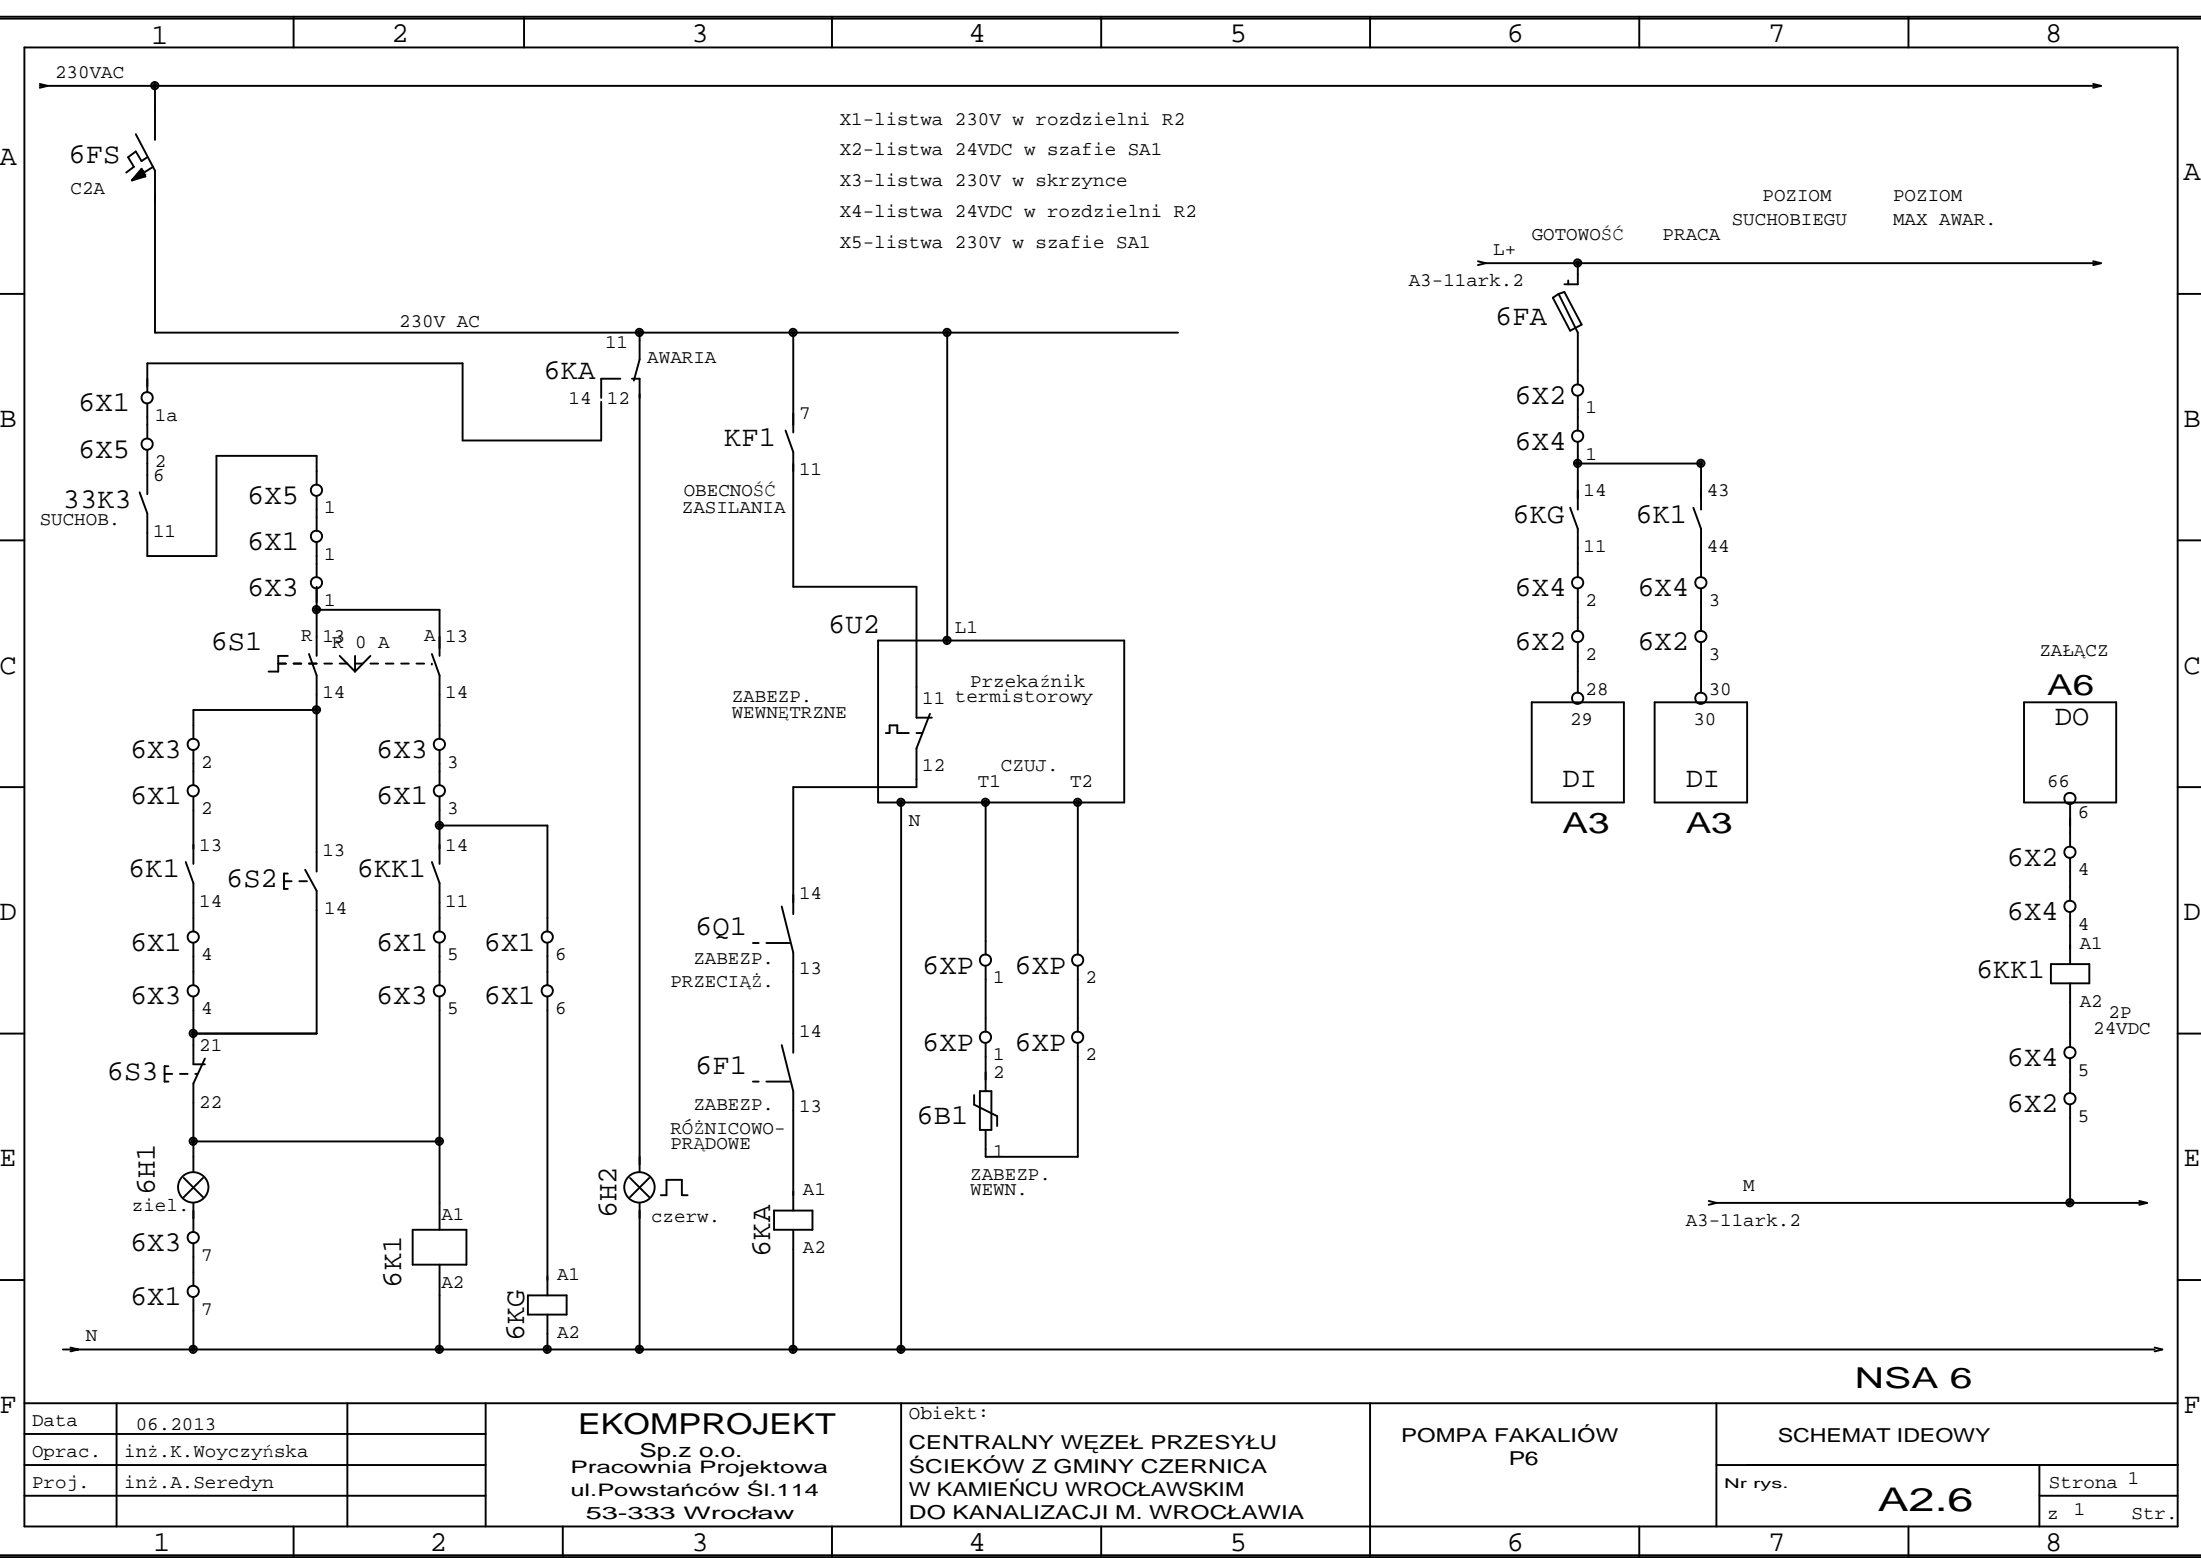 1 2 3 4 5 6 7 8
230VAC
X1-listwa 230V w rozdzielni R2
X2-listwa 24VDC w szafie SA1
X3-listwa 230V w skrzynce
X4-listwa 24VDC w rozdzielni R2
X5-listwa 230V w szafie SA1
A
6FS
C2A
A
POZIOM
SUCHOBIEGU
POZIOM
MAX AWAR.
GOTOWOŚĆ
PRACA
L+
A3-11ark.2
6FA
230V AC
11
AWARIA
6KA
14
12
B
6X1
1a
6X5
2
6
33K3
SUCHOB.
11
6X5
1
6X1
1
6X3
1
7
KF1
11
OBECNOŚĆ
ZASILANIA
6X2
1
6X4
1
B
14
6KG
11
43
6K1
44
6X4
2
6X4
3
6X2
2
6X2
3
28
29
DI
A3
30
30
DI
A3
C
6S1
R
13
R 0 A
A
13
14
14
6U2
L1
Przekaźnik
termistorowy
11
12
CZUJ.
T1
T2
N
ZABEZP.
WEWNĘTRZNE
ZAŁĄCZ
A6
DO
66
6
C
6X3
2
6X1
2
6X3
3
6X1
3
13
6K1
14
13
6S2
14
14
6KK1
11
D
6X1
4
6X3
4
6X1
5
6X3
5
6X1
6
6X1
6
14
6Q1
ZABEZP.
PRZECIĄŻ.
13
14
6F1
ZABEZP.
RÓŻNICOWO-
PRĄDOWE
13
6XP
1
6XP
2
6XP
1
6XP
2
2
6B1
1
ZABEZP.
WEWN.
6X2
4
6X4
4
A1
6KK1
A2
2P
24VDC
6X4
5
6X2
5
D
21
6S3
22
E
6H1
ziel.
6X3
7
6X1
7
A1
6K1
A2
A1
6KG
A2
6H2
czerw.
A1
6KA
A2
M
A3-11ark.2
E
N
NSA 6
F
F
Data
06.2013
Oprac.
inż.K.Woyczyńska
Proj.
inż.A.Seredyn
EKOMPROJEKT
Sp.z o.o.
Pracownia Projektowa
ul.Powstańców Śl.114
53-333 Wrocław
Obiekt:
CENTRALNY WĘZEŁ PRZESYŁU
ŚCIEKÓW Z GMINY CZERNICA
W KAMIEŃCU WROCŁAWSKIM
DO KANALIZACJI M. WROCŁAWIA
POMPA FAKALIÓW
P6
SCHEMAT IDEOWY
Nr rys.
A2.6
Strona 1
z 1 Str.
1 2 3 4 5 6 7 8